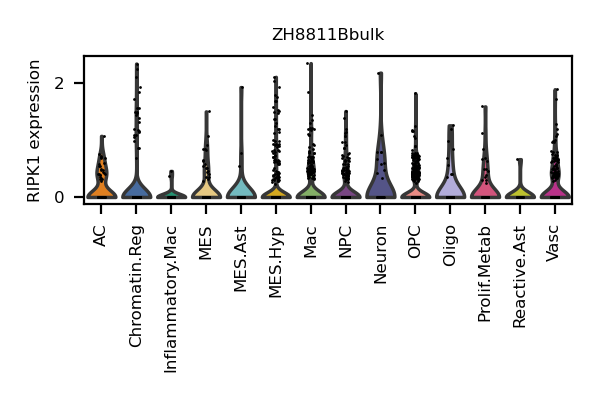 ZH8811Bbulk
RIPK1 expression
2
0
AC
Chromatin.Reg
Inflammatory.Mac
MES
MES.Ast
MES.Hyp
Mac
NPC
Neuron
OPC
Oligo
Prolif.Metab
Reactive.Ast
Vasc